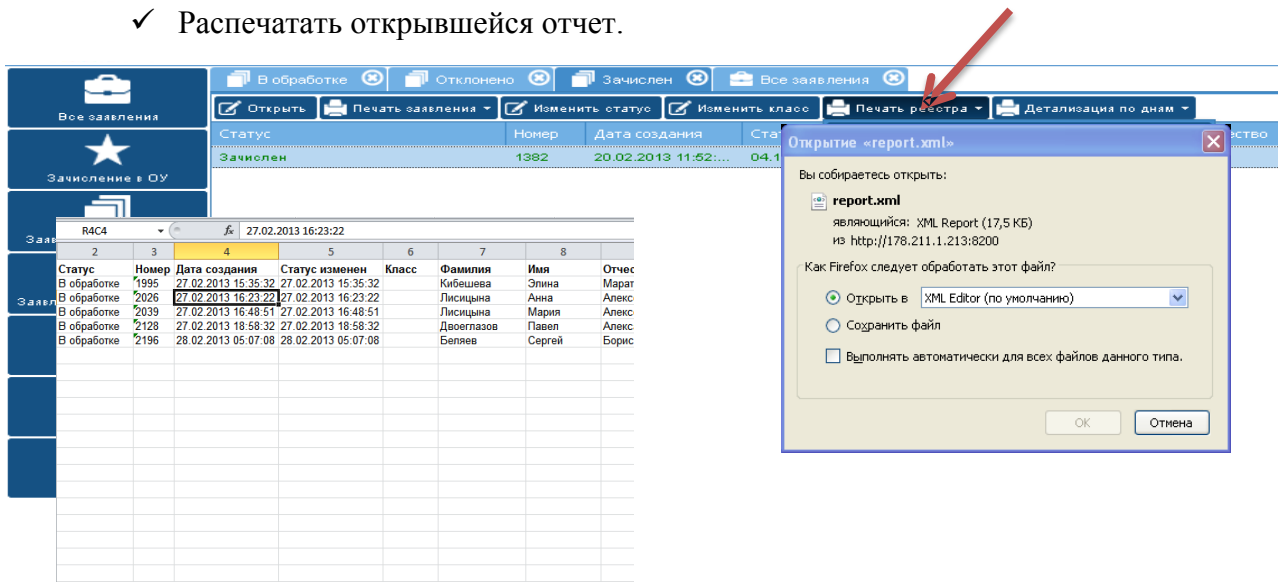 ✓ Распечатать открывшейся отчет.
В обработке Отклонено Зачислен Все заявления
Все заявления
Открыть Печать заявления Изменить статус Изменить класс Печать реестра Детализация по дням
Статус Номер Дата создания
Зачислен 1382 20.02.2013 11:52:... 04.1
Зачисление в ОУ
Открытие «report.xml»
Вы собираетесь открыть:
report.xml
являющийся: XML Report (17,5 КБ)
из http://178.211.1.213:8200
Как Firefox следует обработать этот файл?
Открыть в XML Editor (по умолчанию)
Сохранить файл
Выполнять автоматически для всех файлов данного типа.
OK Отмена
R4C4 fx 27.02.2013 16:23:22
2 3 4 5 6 7 8
Статус Номер Дата создания Статус изменен Класс Фамилия Имя Отчес
В обработке 1995 27.02.2013 15:35:32 27.02.2013 15:35:32 Кибешева Элина Марат
В обработке 2026 27.02.2013 16:23:22 27.02.2013 16:23:22 Лисицына Анна Алекс
В обработке 2039 27.02.2013 16:48:51 27.02.2013 16:48:51 Лисицына Мария Алекс
В обработке 2128 27.02.2013 18:58:32 27.02.2013 18:58:32 Двоеглазов Павел Алекс
В обработке 2196 28.02.2013 05:07:08 28.02.2013 05:07:08 Беляев Сергей Борис